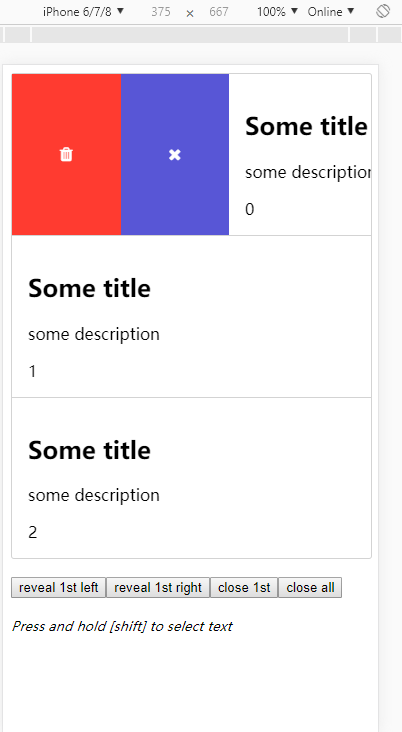 iPhone 6/7/8 ▼ 375 × 667 100% ▼ Online ▼
Some title
some description
0
Some title
some description
1
Some title
some description
2
reveal 1st left reveal 1st right close 1st close all
Press and hold [shift] to select text